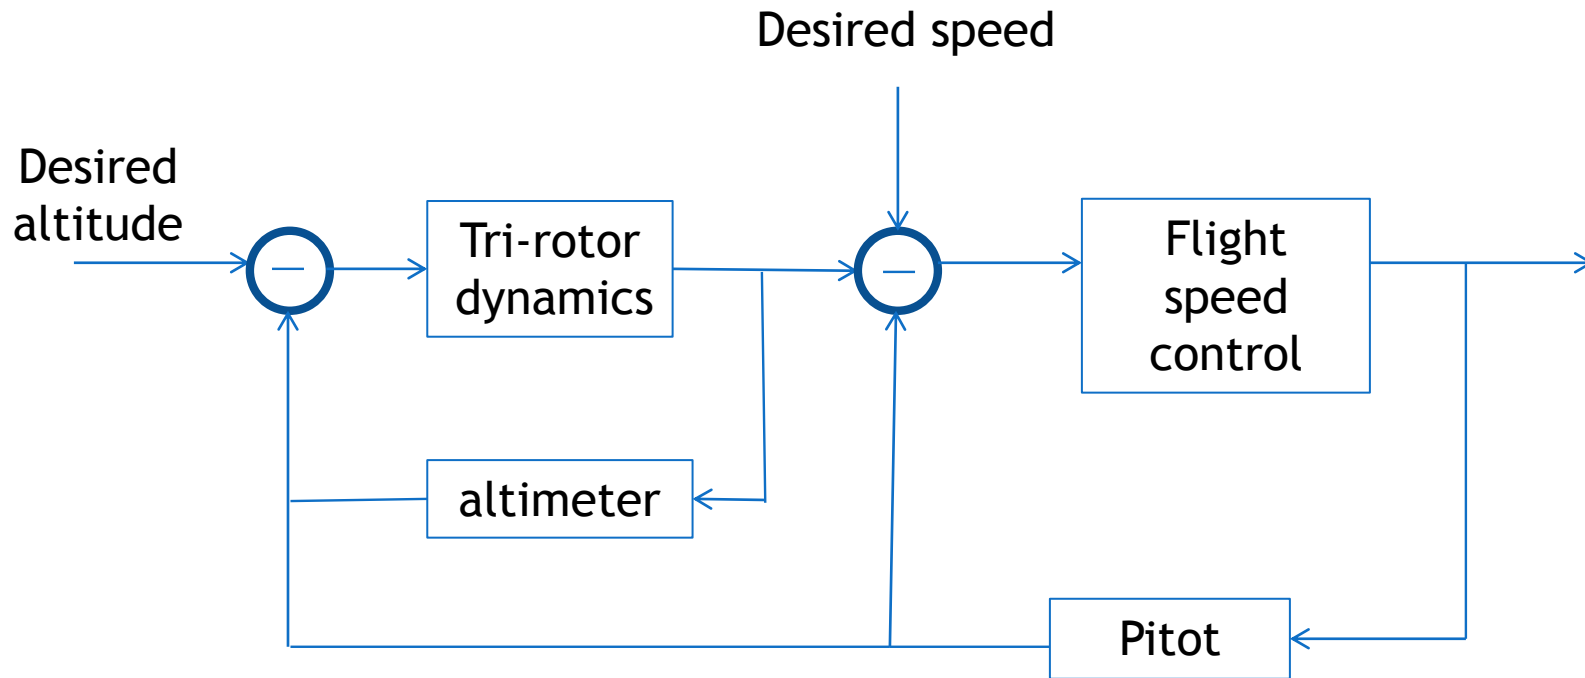 Desired speed
Desired
altitude
—
Tri-rotor
dynamics
—
Flight
speed
control
altimeter
Pitot